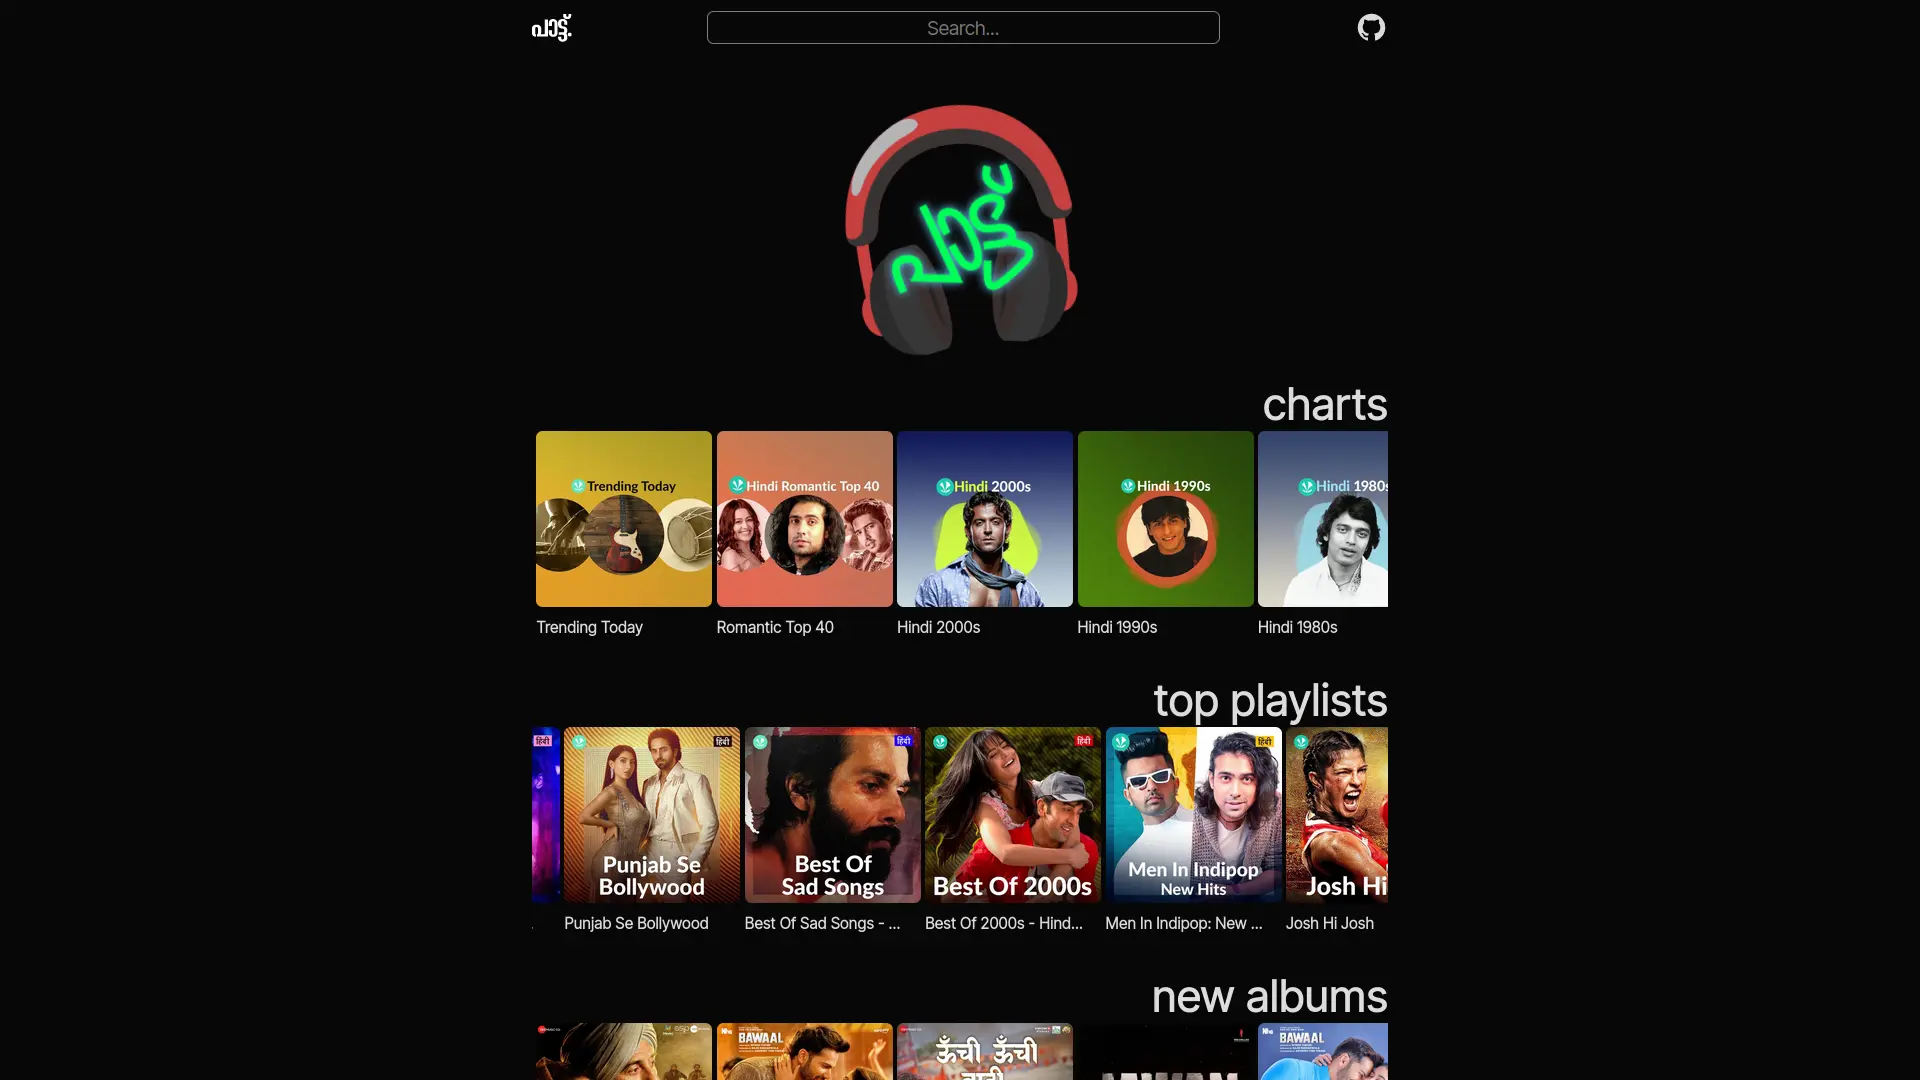 പാട്ട്.
Search...
പാട്ട്
charts
Trending Today
Hindi Romantic Top 40
Hindi 2000s
Hindi 1990s
Hindi 1980s
Trending Today
Romantic Top 40
Hindi 2000s
Hindi 1990s
Hindi 1980s
top playlists
हिंदी
हिंदी
हिंदी
हिंदी
हिंदी
Punjab Se
Bollywood
Best Of
Sad Songs
Best Of 2000s
Men In Indipop
New Hits
Josh Hi
Punjab Se Bollywood
Best Of Sad Songs - ...
Best Of 2000s - Hind...
Men In Indipop: New ...
Josh Hi Josh
new albums
BAWAAL
ऊँची ऊँची
BAWAAL